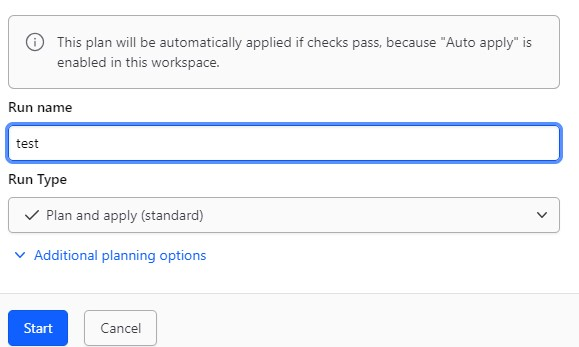 This plan will be automatically applied if checks pass, because "Auto apply" is
enabled in this workspace.
Run name
test
Run Type
Plan and apply (standard)
Additional planning options
Start
Cancel